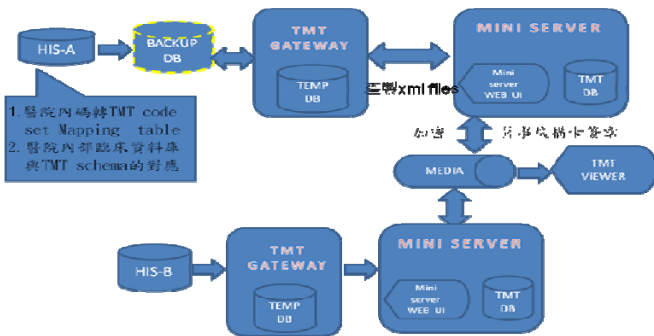 HIS-A
BACKUP
DB
TMT
GATEWAY
TEMP
DB
xml files
MINI SERVER
Mini
server
WEB UI
TMT
DB
1.醫院內碼轉TMT code
set Mapping table
2.醫院內部臨床資料庫
與TMT schema的對應
加密
MEDIA
TMT
VIEWER
HIS-B
TMT
GATEWAY
TEMP
DB
MINI SERVER
Mini
server
WEB UI
TMT
DB